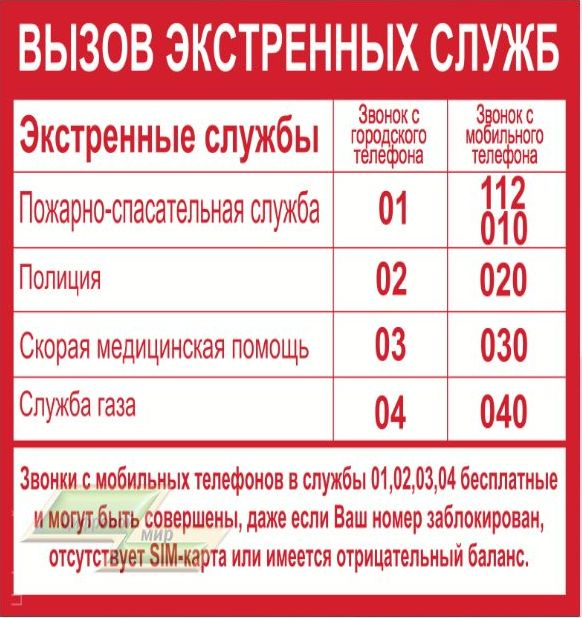 ВЫЗОВ ЭКСТРЕННЫХ СЛУЖБ
Экстренные службы
Звонок с
городского
телефона
Звонок с
мобильного
телефона
Пожарно-спасательная служба 01 112
010
Полиция 02 020
Скорая медицинская помощь 03 030
Служба газа 04 040
Звонки с мобильных телефонов в службы 01,02,03,04 бесплатные
и могут быть совершены, даже если Ваш номер заблокирован,
отсутствует SIM-карта или имеется отрицательный баланс.
мир